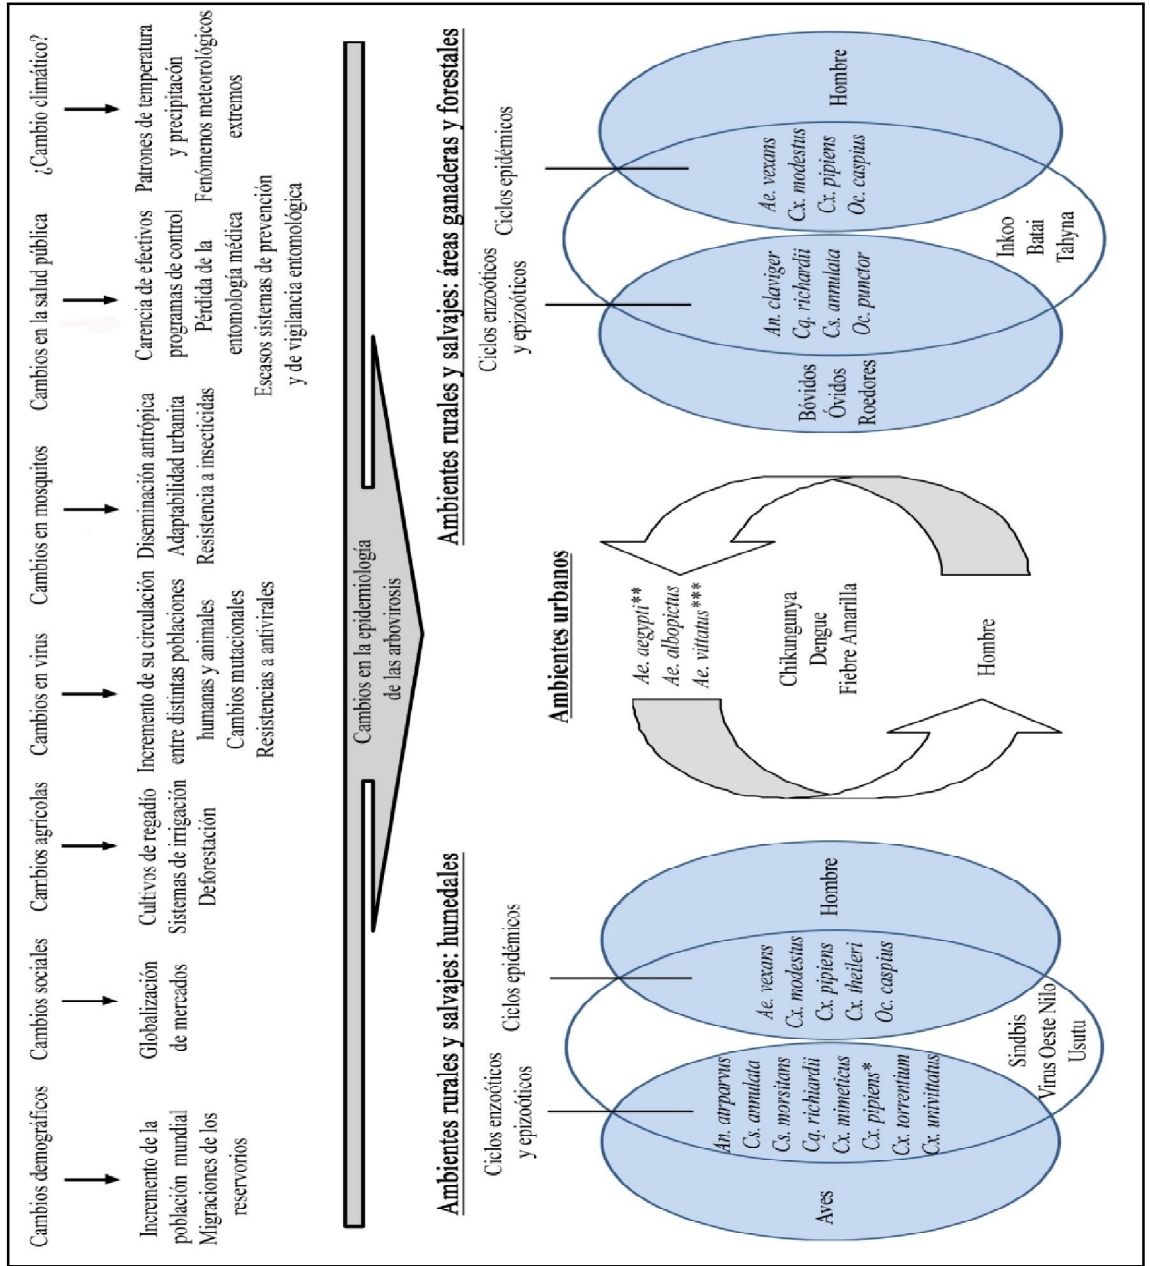 Cambios demográficos
Incremento de la
población mundial
Migraciones de los
reservorios
Cambios sociales
Globalización
de mercados
Cambios agrícolas
Cultivos de regadio
Sistemas de irrigación
Deforestación
Cambios en virus
Incremento de su circulación
entre distintas poblaciones
humanas y animales
Cambios mutacionales
Resistencias a antivirales
Cambios en mosquitos
Diseminación antrópica
Adaptabilidad urbanita
Resistencia a insecticidas
Cambios en la salud pública
Carencia de efectivos
programas de control
Pérdida de la
entomología médica
Escasos sistemas de prevención
y de vigilancia entomológica
¿Cambio climático?
Patrones de temperatura
y precipitacón
Fenómenos meteorológicos
extremos
Cambios en la epidemiología
de las arbovirosis
Ambientes rurales y salvajes: humedales
Ciclos enzoóticos
y epizoóticos
Ciclos epidémicos
Aves
An. atrparvus
Cs. annulata
Cs. morsitans
Cq. richiardii
Cx. mimeticus
Cx. pipiens*
Cx. torrentium
Cx. univittatus
Ae. vexans
Cx. modestus
Cx. pipiens
Cx. theileri
Oc. caspius
Hombre
Sindbis
Virus Oeste Nilo
Usutu
Ambientes urbanos
Ae. aegypti**
Ae. albopictus
Ae. vittatus***
Chikungunya
Dengue
Fiebre Amarilla
Hombre
Ambientes rurales y salvajes: áreas ganaderas y forestales
Ciclos enzoóticos
y epizoóticos
Ciclos epidémicos
Bóvidos
Óvidos
Roedores
An. claviger
Cq. richardii
Cs. annulata
Oc. punctor
Ae. vexans
Cx. modestus
Cx. pipiens
Oc. caspius
Hombre
Inkoo
Batai
Tahyna